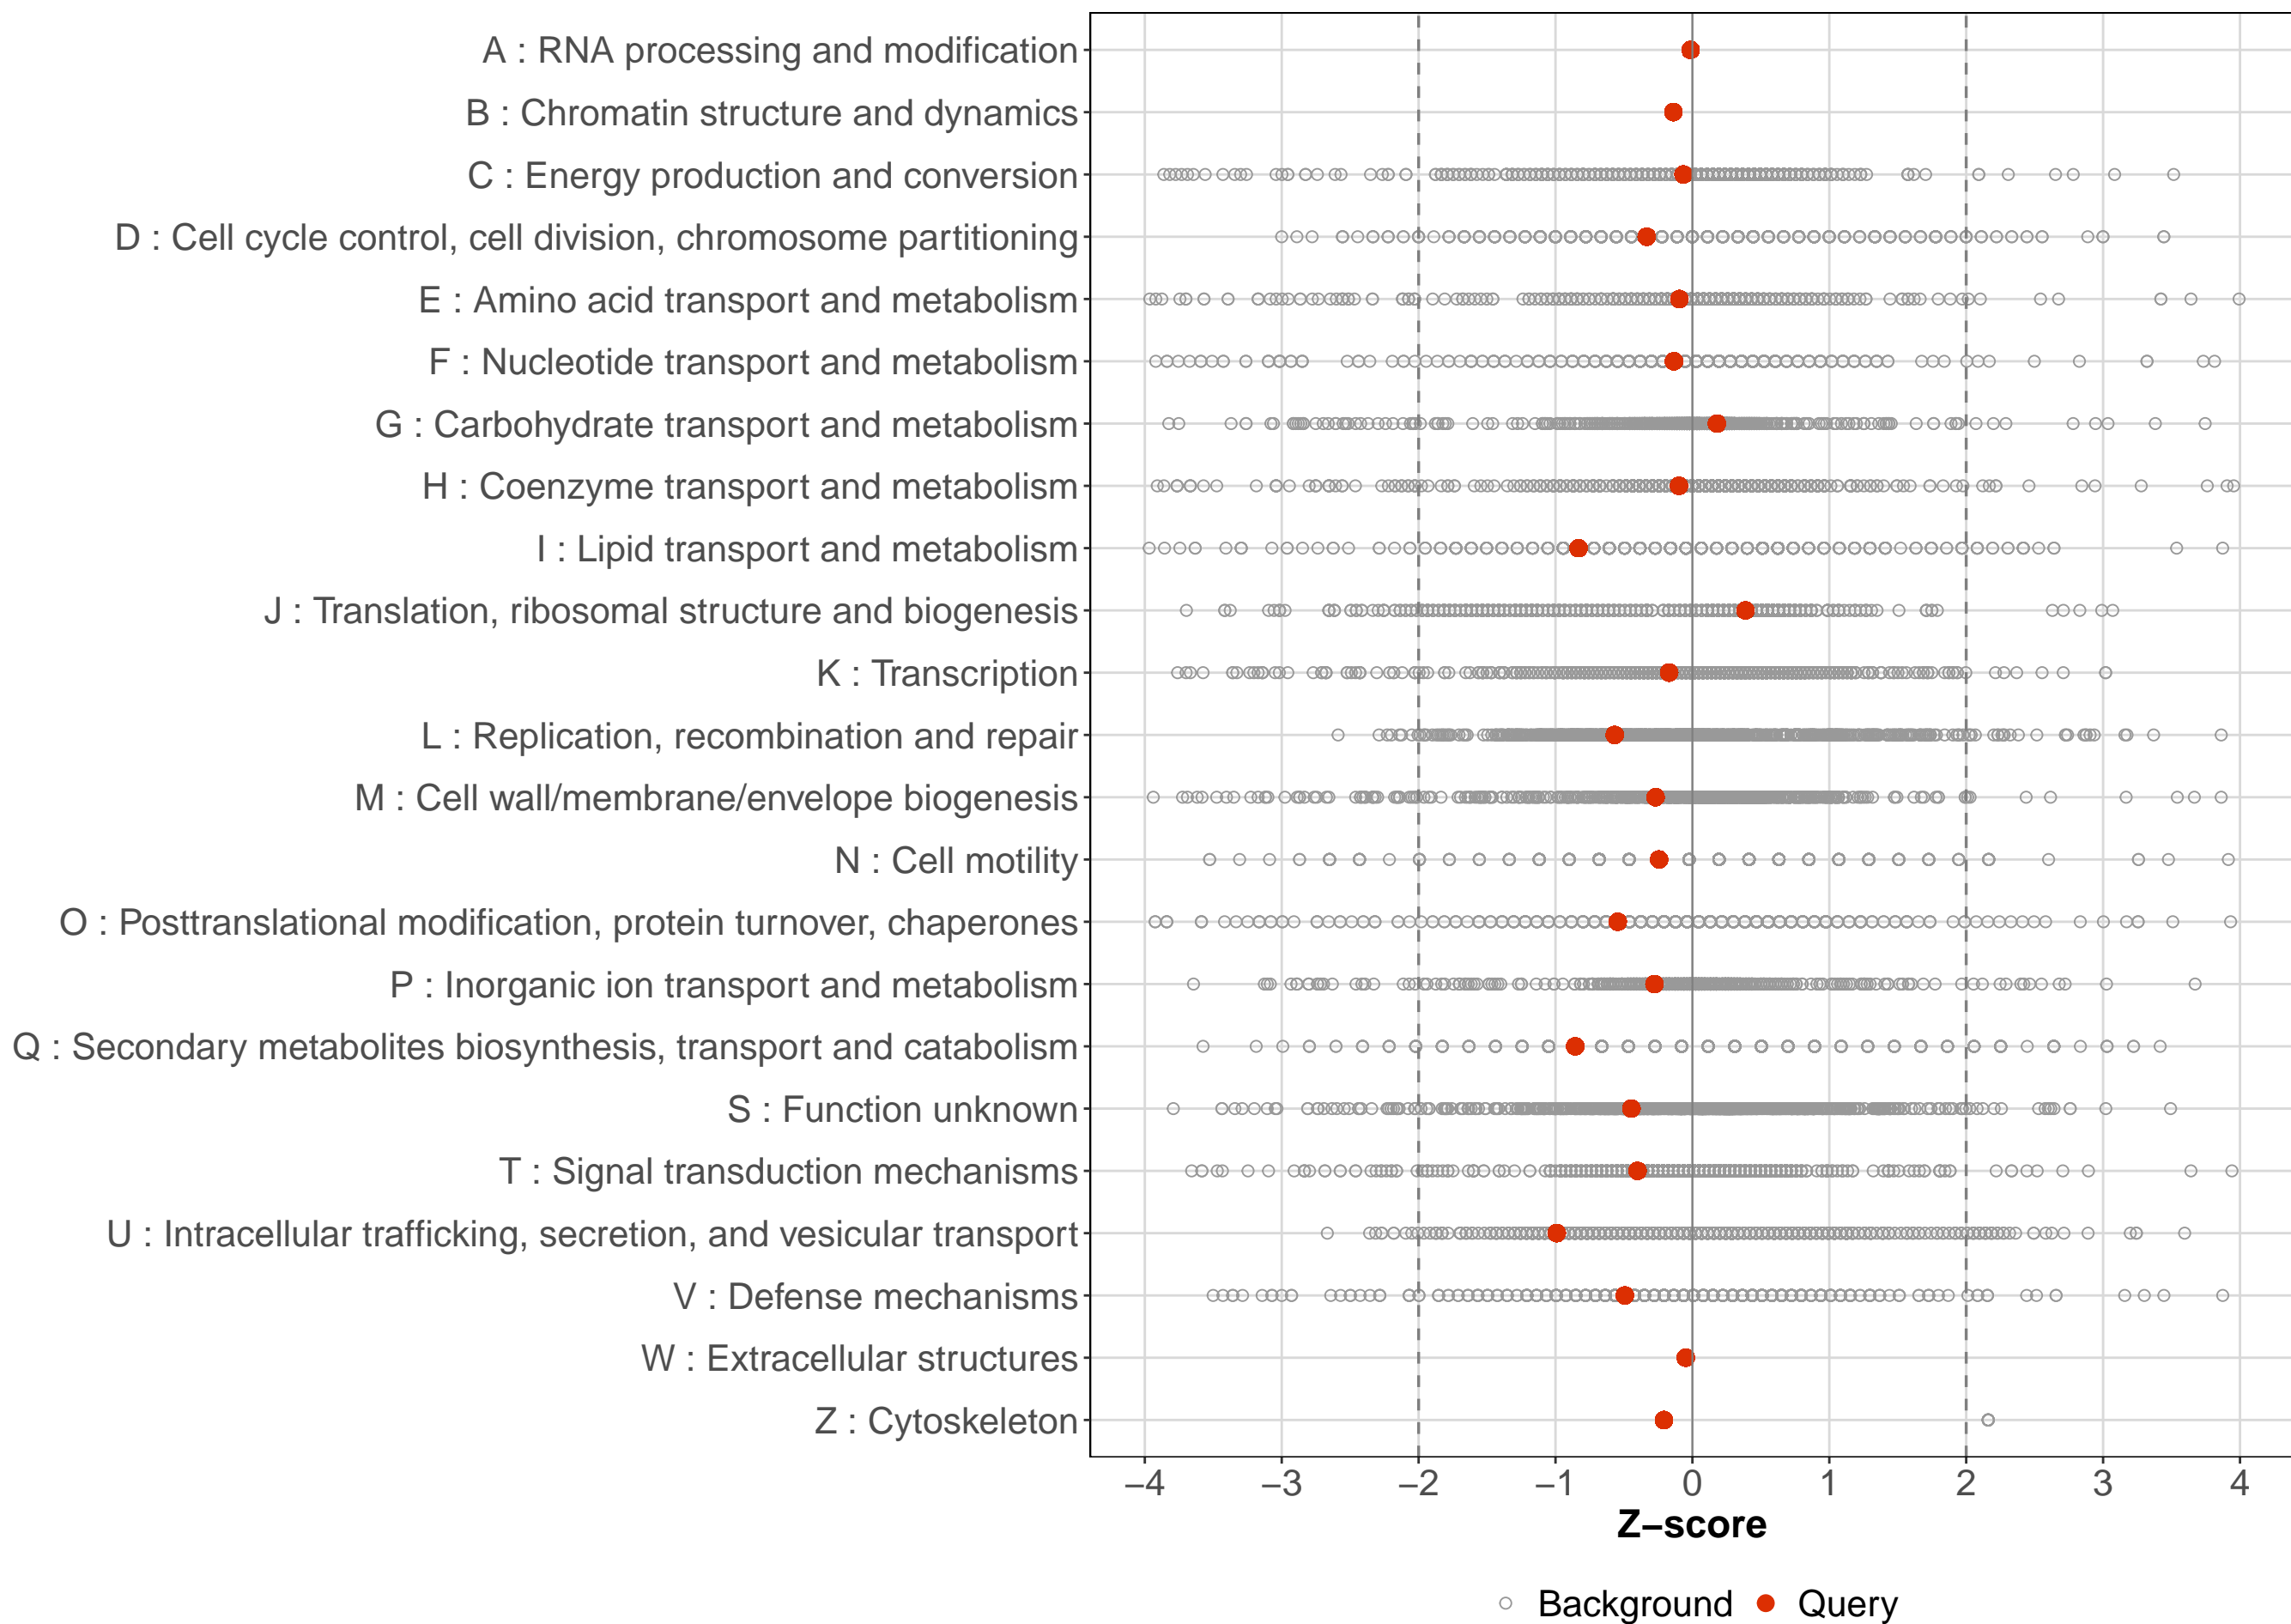 A : RNA processing and modification
B : Chromatin structure and dynamics
C : Energy production and conversion
D : Cell cycle control, cell division, chromosome partitioning
E : Amino acid transport and metabolism
F : Nucleotide transport and metabolism
G : Carbohydrate transport and metabolism
H : Coenzyme transport and metabolism
I : Lipid transport and metabolism
J : Translation, ribosomal structure and biogenesis
K : Transcription
L : Replication, recombination and repair
M : Cell wall/membrane/envelope biogenesis
N : Cell motility
O : Posttranslational modification, protein turnover, chaperones
P : Inorganic ion transport and metabolism
Q : Secondary metabolites biosynthesis, transport and catabolism
S : Function unknown
T : Signal transduction mechanisms
U : Intracellular trafficking, secretion, and vesicular transport
V : Defense mechanisms
W : Extracellular structures
Z : Cytoskeleton
−4 −3 −2 −1 0 1 2 3 4
Z−score
Background Query